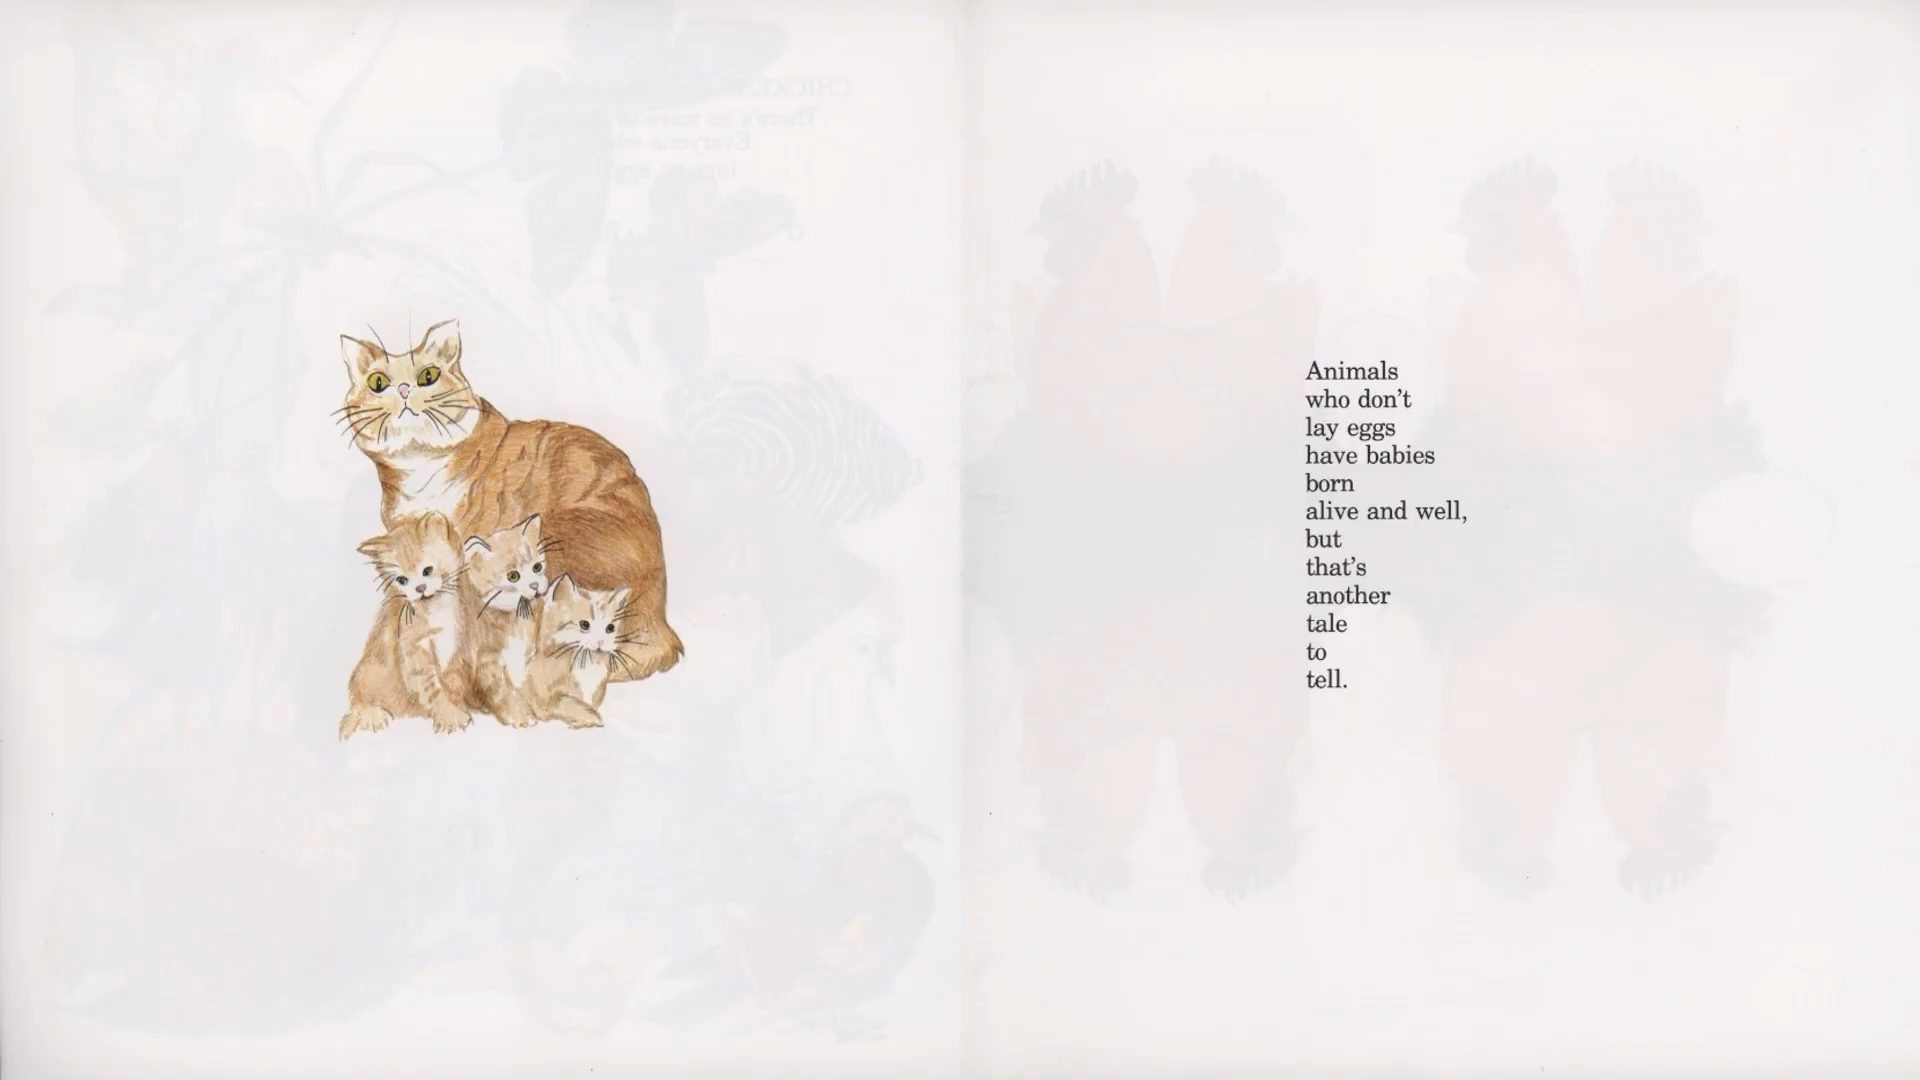 Animals
who don't
lay eggs
have babies
born
alive and well,
but
that's
another
tale
to
tell.